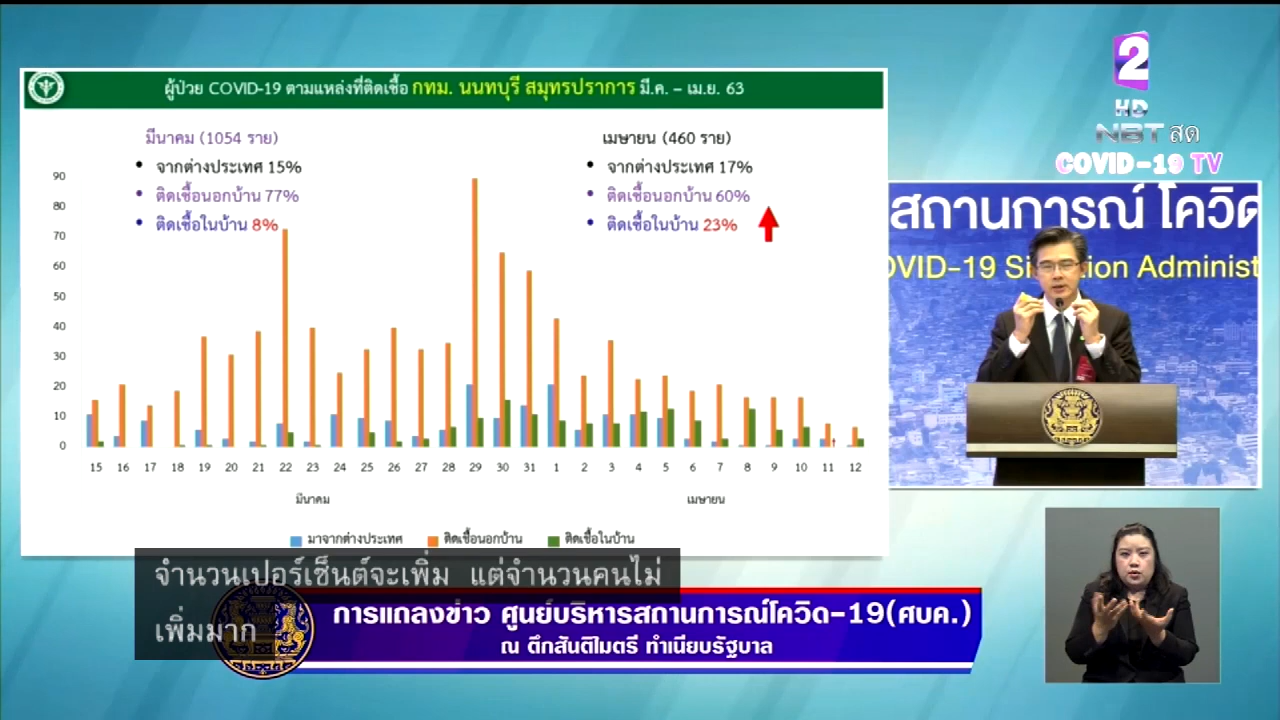 ผู้ป่วย COVID-19 ตามแหล่งที่ติดเชื้อ กทม. นนทบุรี สมุทรปราการ มี.ค. – เม.ย. 63
มีนาคม (1054 ราย)
• จากต่างประเทศ 15%
• ติดเชื้อนอกบ้าน 77%
• ติดเชื้อในบ้าน 8%
เมษายน (460 ราย)
• จากต่างประเทศ 17%
• ติดเชื้อนอกบ้าน 60%
• ติดเชื้อในบ้าน 23%
90
80
70
60
50
40
30
20
10
0
15 16 17 18 19 20 21 22 23 24 25 26 27 28 29 30 31 1 2 3 4 5 6 7 8 9 10 11 12
มีนาคม เมษายน
มาจากต่างประเทศ ติดเชื้อนอกบ้าน ติดเชื้อในบ้าน
2
HD
NBT สด
COVID-19 TV
สถานการณ์ โควิด
OVID-19 Si ion Administ
จำนวนเปอร์เซ็นต์จะเพิ่ม แต่จำนวนคนไม่
เพิ่มมาก
การแถลงข่าว ศูนย์บริหารสถานการณ์โควิด-19(ศบค.)
ณ ตึกสันติไมตรี ทำเนียบรัฐบาล